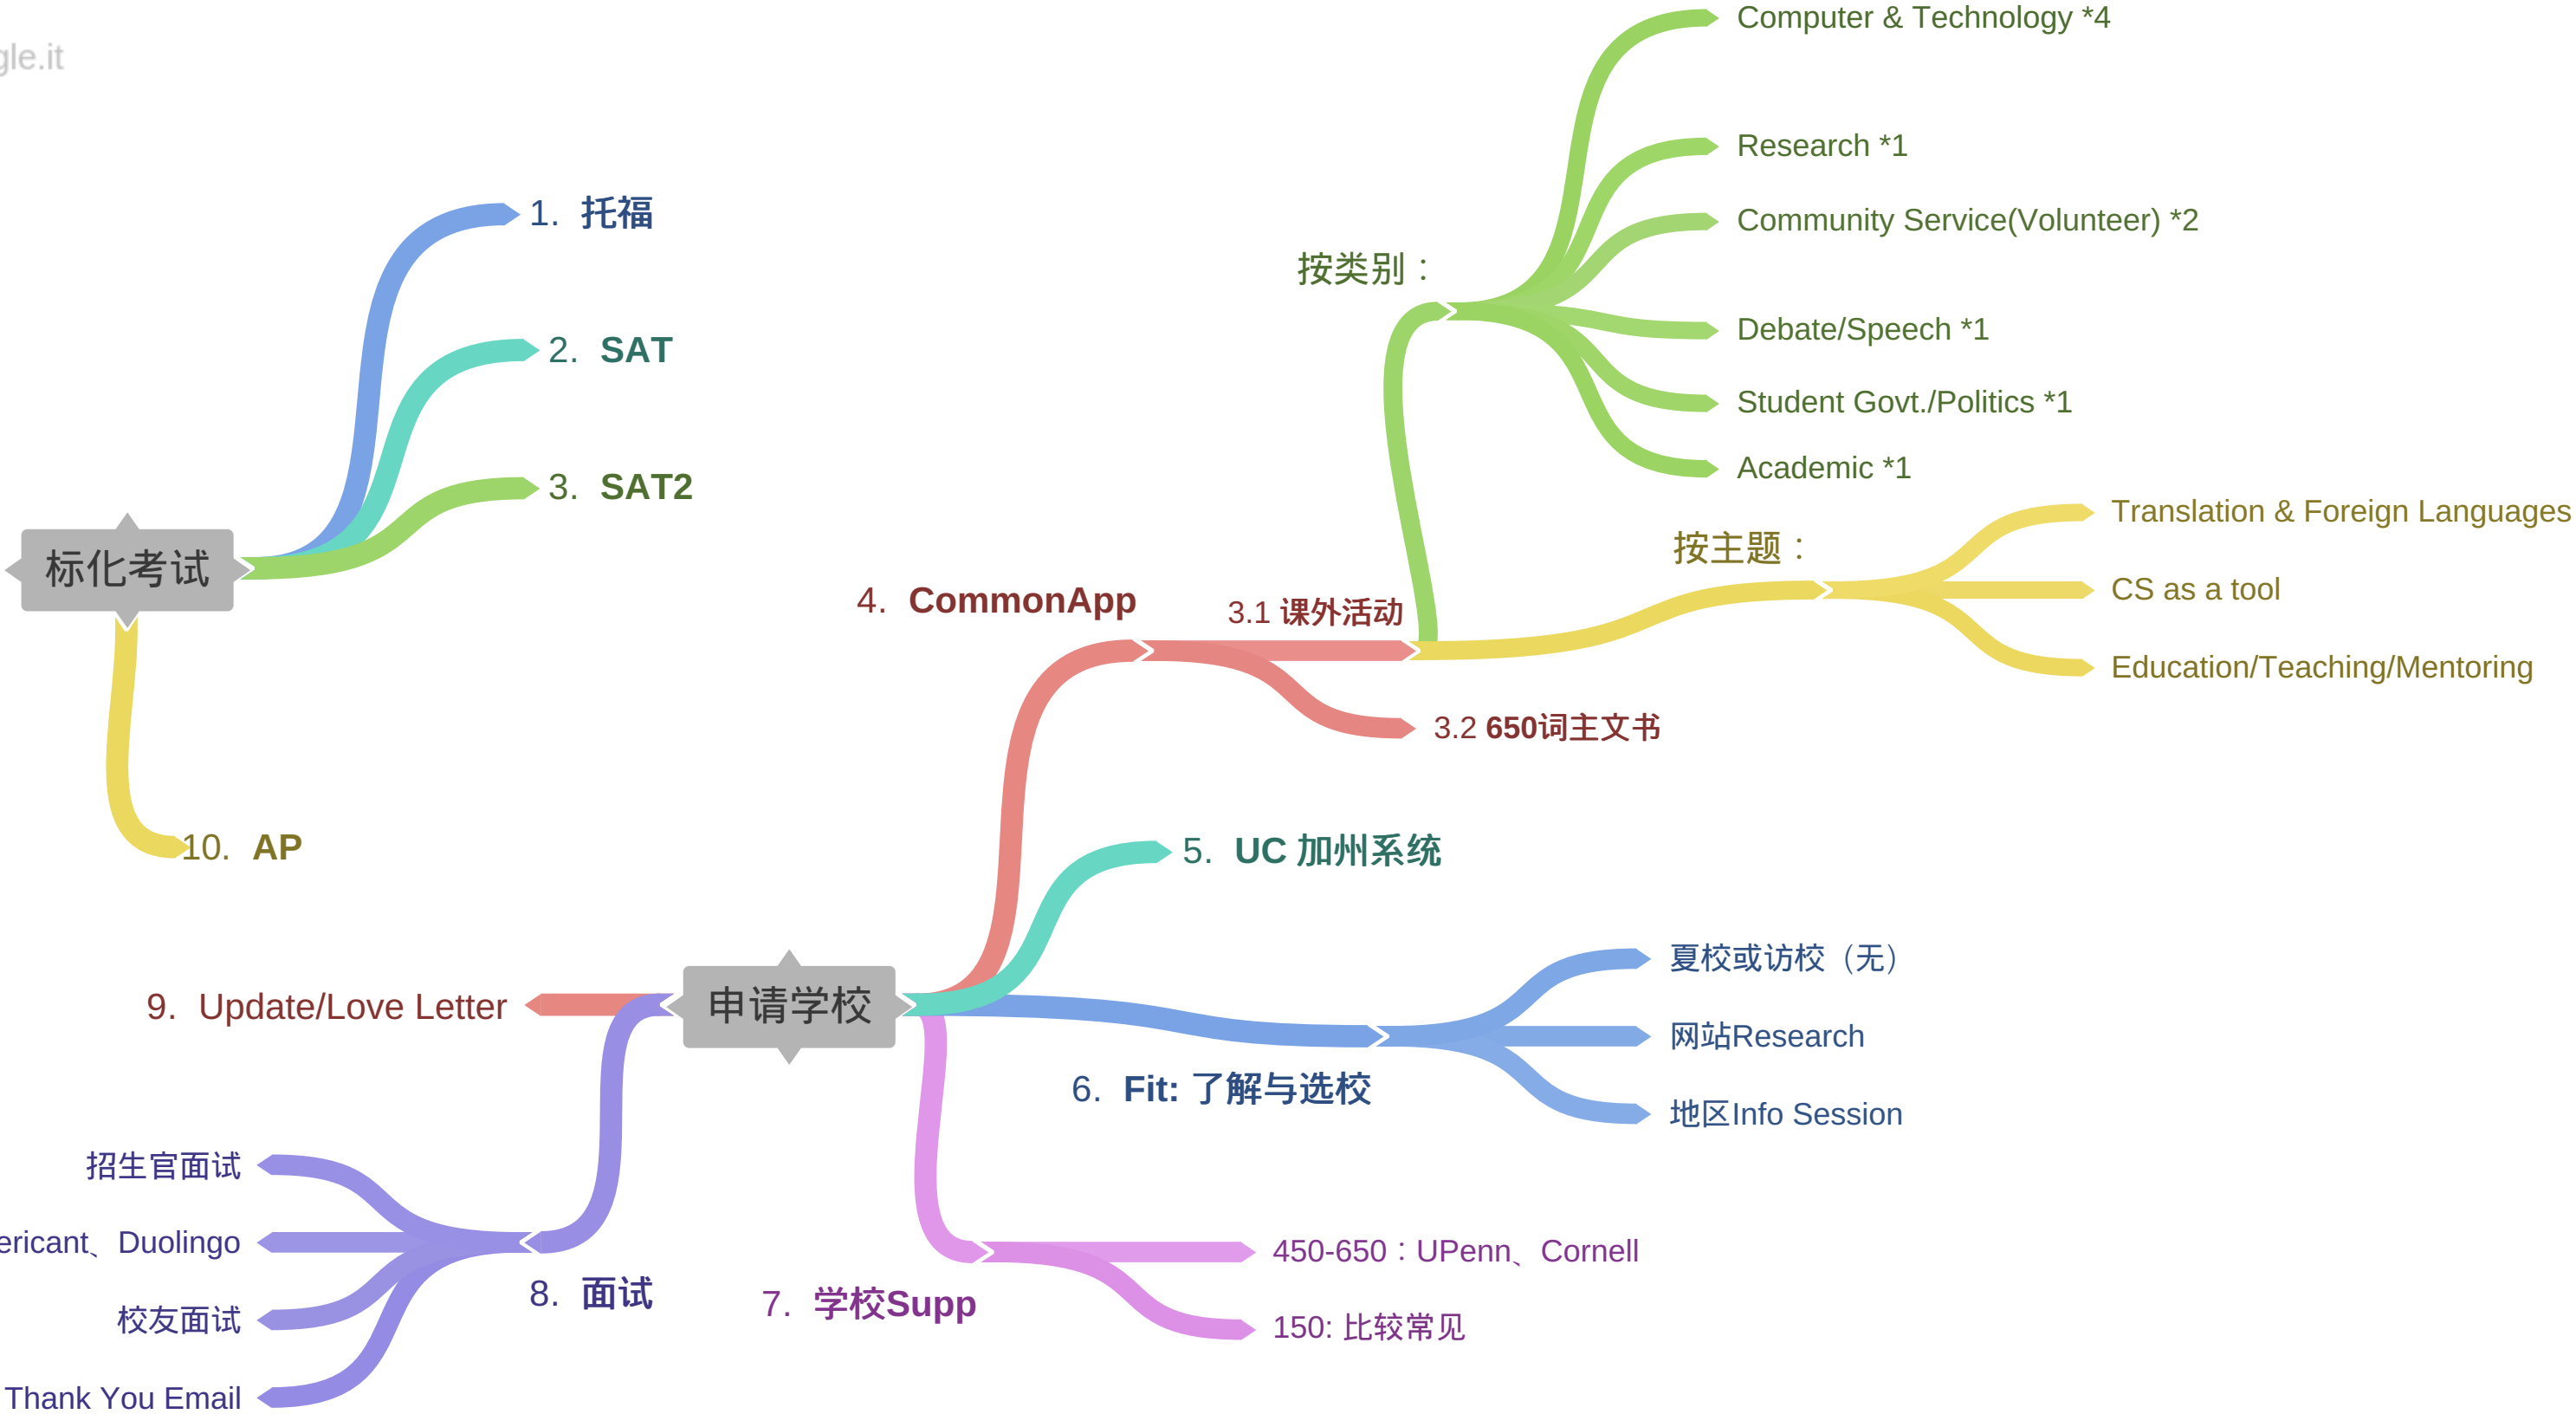 gle.it
标化考试
1. 托福
2. SAT
3. SAT2
10. AP
申请学校
4. CommonApp
3.1 课外活动
按类别：
Computer & Technology *4
Research *1
Community Service(Volunteer) *2
Debate/Speech *1
Student Govt./Politics *1
Academic *1
按主题：
Translation & Foreign Languages
CS as a tool
Education/Teaching/Mentoring
3.2 650词主文书
5. UC 加州系统
6. Fit: 了解与选校
夏校或访校（无）
网站Research
地区Info Session
7. 学校Supp
450-650：UPenn、Cornell
150: 比较常见
8. 面试
招生官面试
ericant、Duolingo
校友面试
Thank You Email
9. Update/Love Letter